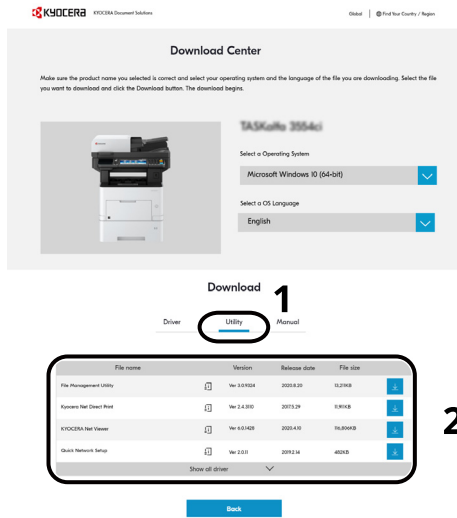 KYOCERA KYOCERA Document Solutions Global Find Your Country / Region
Download Center
Make sure the product name you selected is correct and select your operating system and the language of the file you are downloading. Select the file
you want to download and click the Download button. The download begins.
TASKalfa 3554ci
Select a Operating System
Microsoft Windows 10 (64-bit)
Select a OS Language
English
Download 1
Driver Utility Manual
File name Version Release date File size
File Management Utility Ver 3.0.9324 2020.8.20 13,211KB
Kyocera Net Direct Print Ver 2.4.3110 2017.5.29 11,911KB
KYOCERA Net Viewer Ver 6.0.1428 2020.4.10 116,806KB
2
Quick Network Setup Ver 2.0.11 2019.2.14 482KB
Show all driver
Back